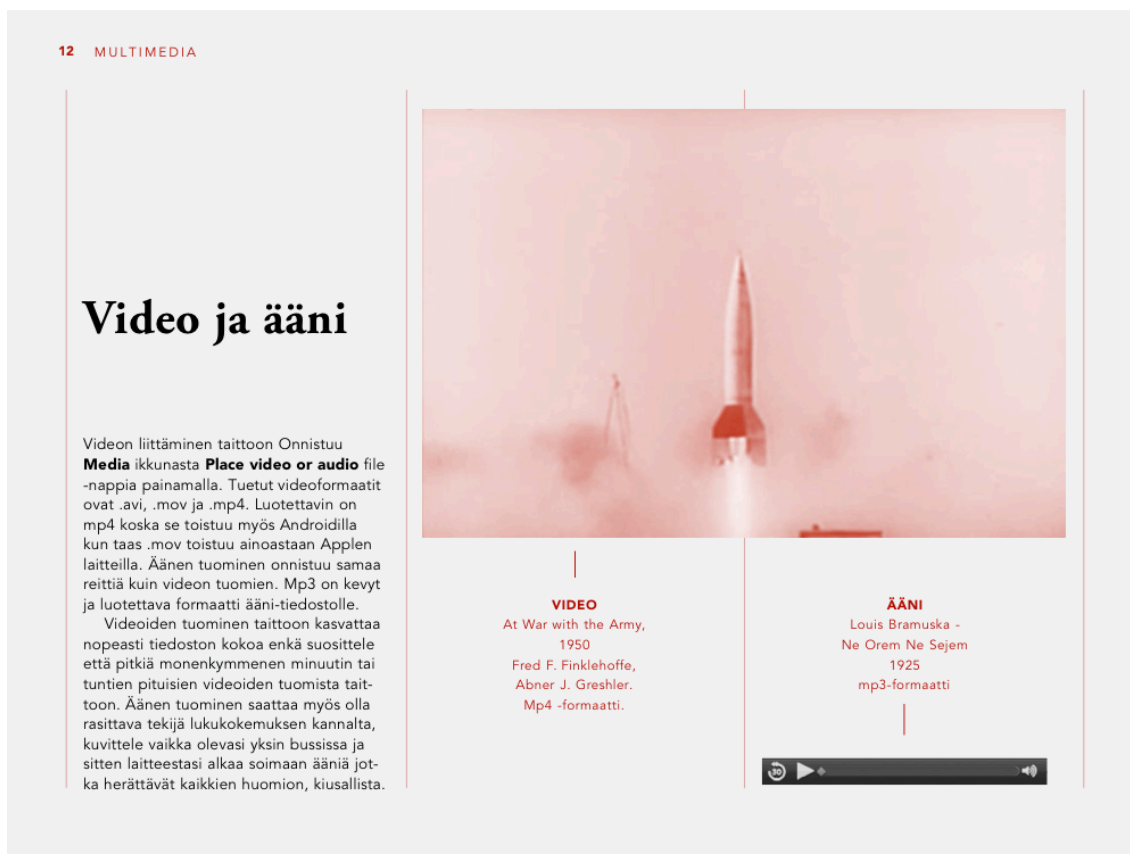 12 MULTIMEDIA
Video ja ääni
Videon liittäminen taittoon Onnistuu
Media ikkunasta Place video or audio file
-nappia painamalla. Tuetut videoformaatit
ovat .avi, .mov ja .mp4. Luotettavin on
mp4 koska se toistuu myös Androidilla
kun taas .mov toistuu ainoastaan Applen
laitteilla. Äänen tuominen onnistuu samaa
reittiä kuin videon tuomien. Mp3 on kevyt
ja luotettava formaatti ääni-tiedostolle.
Videoiden tuominen taittoon kasvattaa
nopeasti tiedoston kokoa enkä suosittele
että pitkiä monenkymmenen minuutin tai
tuntien pituisien videoiden tuomista tait-
toon. Äänen tuominen saattaa myös olla
rasittava tekijä lukukokemuksen kannalta,
kuvittele vaikka olevasi yksin bussissa ja
sitten laitteestasi alkaa soimaan ääniä jot-
ka herättävät kaikkien huomion, kiusallista.
VIDEO
At War with the Army,
1950
Fred F. Finklehoffe,
Abner J. Greshler.
Mp4 -formaatti.
ÄÄNI
Louis Bramuska -
Ne Orem Ne Sejem
1925
mp3-formaatti
30